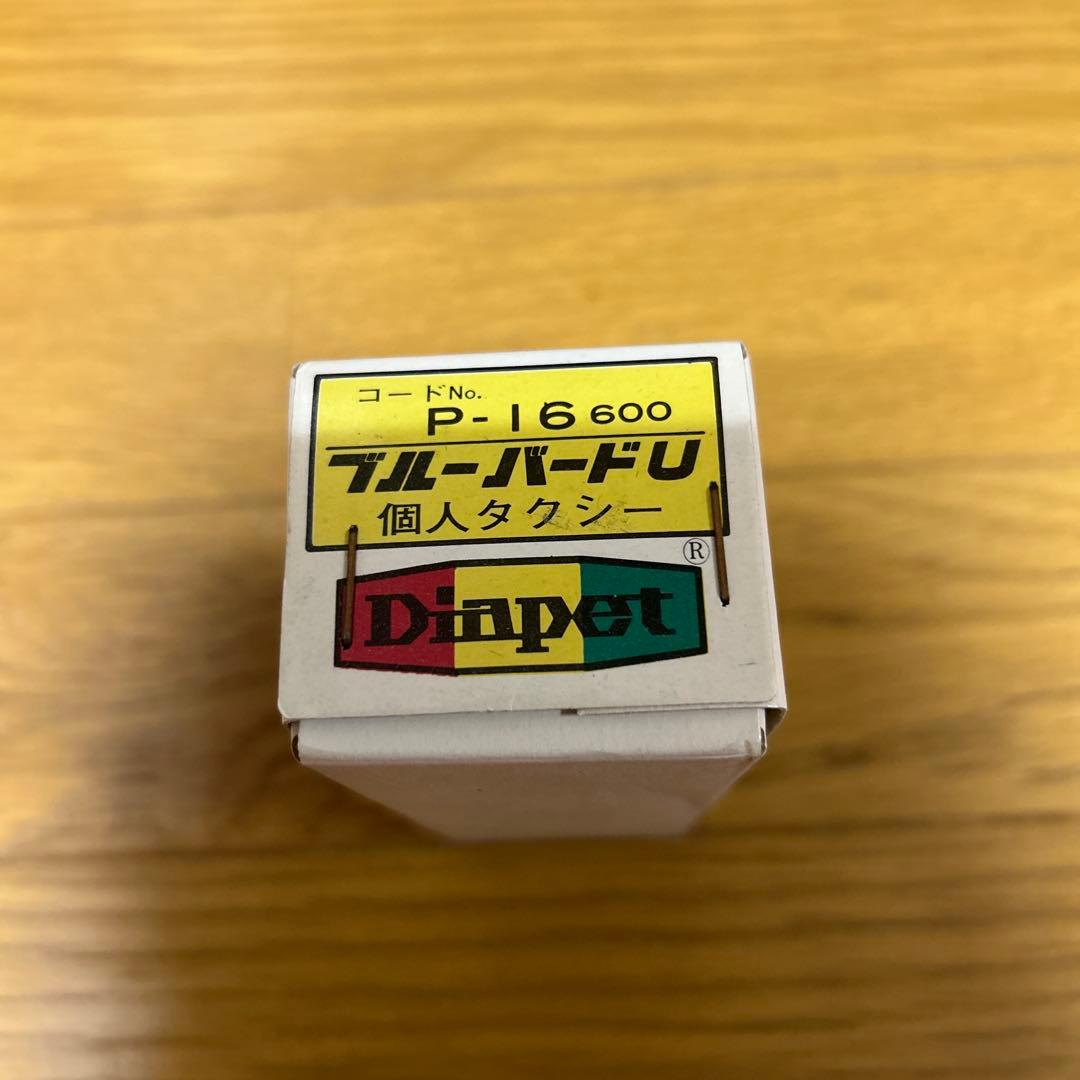 コードNo.
P-16 600
ブルーバードU
個人タクシー
®
Diapet